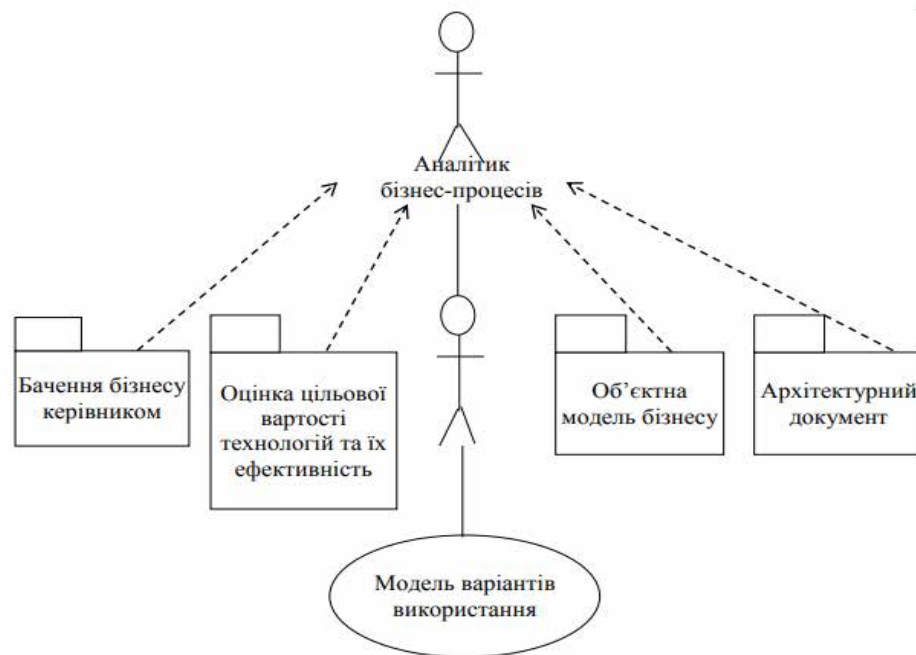 Аналітик
бізнес-процесів
Бачення бізнесу
керівником
Оцінка цільової
вартості
технологій та їх
ефективність
Об’єктна
модель бізнесу
Архітектурний
документ
Модель варіантів
використання